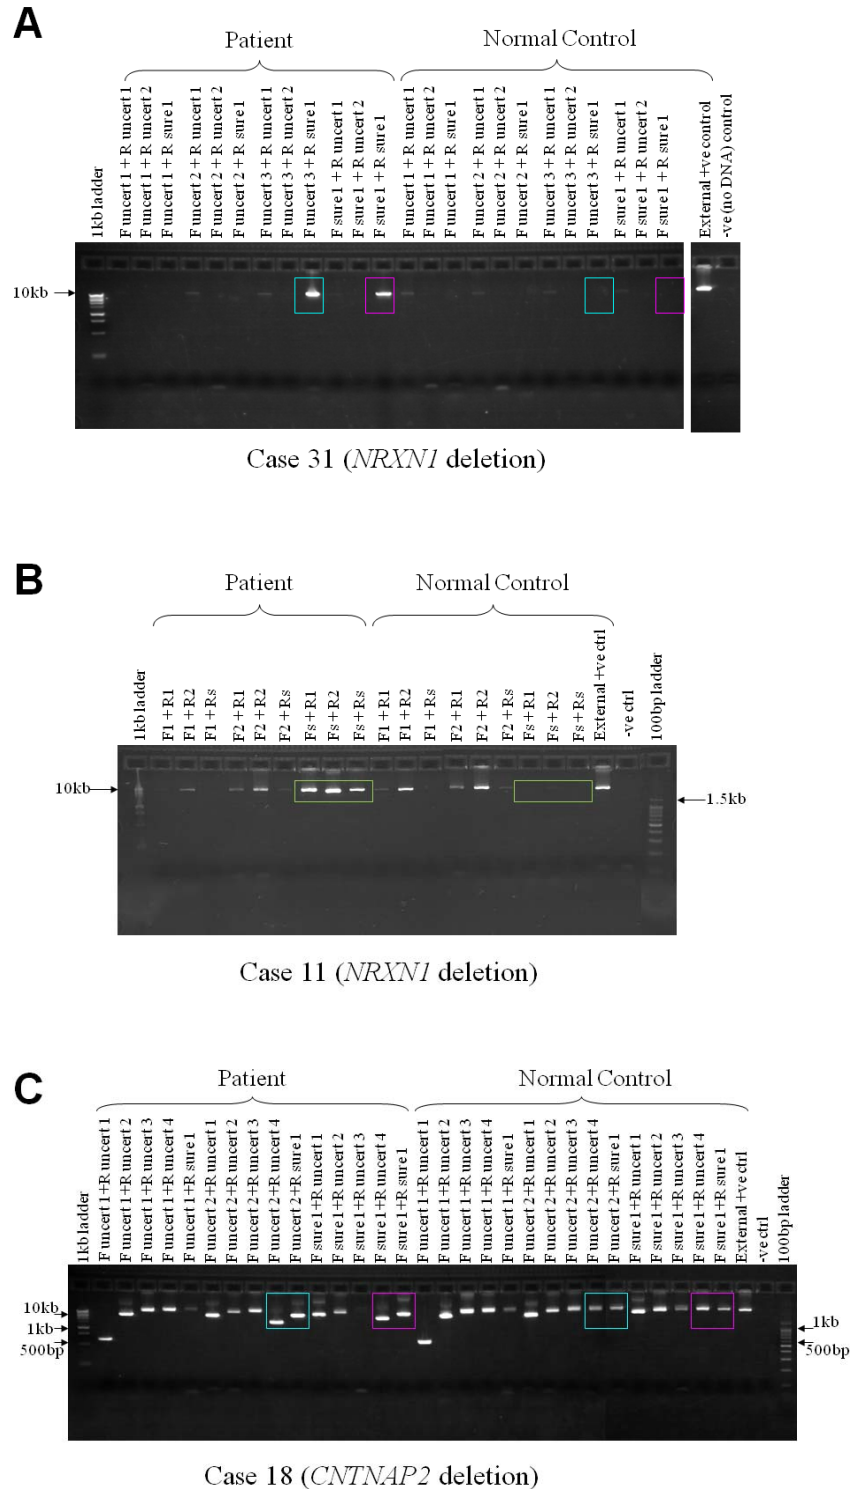 A
Patient
Normal Control
1kb ladder
F uncert 1 + R uncert 1
F uncert 1 + R uncert 2
F uncert 1 + R sure 1
F uncert 2 + R uncert 1
F uncert 2 + R uncert 2
F uncert 2 + R sure 1
F uncert 3 + R uncert 1
F uncert 3 + R uncert 2
F uncert 3 + R sure 1
F sure 1 + R uncert 1
F sure 1 + R uncert 2
F sure 1 + R sure 1
F uncert 1 + R uncert 1
F uncert 1 + R uncert 2
F uncert 1 + R sure 1
F uncert 2 + R uncert 1
F uncert 2 + R uncert 2
F uncert 2 + R sure 1
F uncert 3 + R uncert 1
F uncert 3 + R uncert 2
F uncert 3 + R sure 1
F sure 1 + R uncert 1
F sure 1 + R uncert 2
F sure 1 + R sure 1
External +ve control
-ve (no DNA) control
10kb
Case 31 (NRXN1 deletion)
B
Patient
Normal Control
1kb ladder
F1 + R1
F1 + R2
F1 + Rs
F2 + R1
F2 + R2
F2 + Rs
Fs + R1
Fs + R2
Fs + Rs
F1 + R1
F1 + R2
F1 + Rs
F2 + R1
F2 + R2
F2 + Rs
Fs + R1
Fs + R2
Fs + Rs
External +ve ctrl
-ve ctrl
100bp ladder
10kb
1.5kb
Case 11 (NRXN1 deletion)
C
Patient
Normal Control
1kb ladder
F uncert 1+R uncert 1
F uncert 1+R uncert 2
F uncert 1+R uncert 3
F uncert 1+R uncert 4
F uncert 1+R sure 1
F uncert 2+R uncert 1
F uncert 2+R uncert 2
F uncert 2+R uncert 3
F uncert 2+R uncert 4
F uncert 2+R sure 1
F sure 1+R uncert 1
F sure 1+R uncert 2
F sure 1+R uncert 3
F sure 1+R uncert 4
F sure 1+R sure 1
F uncert 1+R uncert 1
F uncert 1+R uncert 2
F uncert 1+R uncert 3
F uncert 1+R uncert 4
F uncert 1+R sure 1
F uncert 2+R uncert 1
F uncert 2+R uncert 2
F uncert 2+R uncert 3
F uncert 2+R uncert 4
F uncert 2+R sure 1
F sure 1+R uncert 1
F sure 1+R uncert 2
F sure 1+R uncert 3
F sure 1+R uncert 4
F sure 1+R sure 1
External +ve ctrl
-ve ctrl
100bp ladder
10kb
1kb
500bp
1kb
500bp
Case 18 (CNTNAP2 deletion)